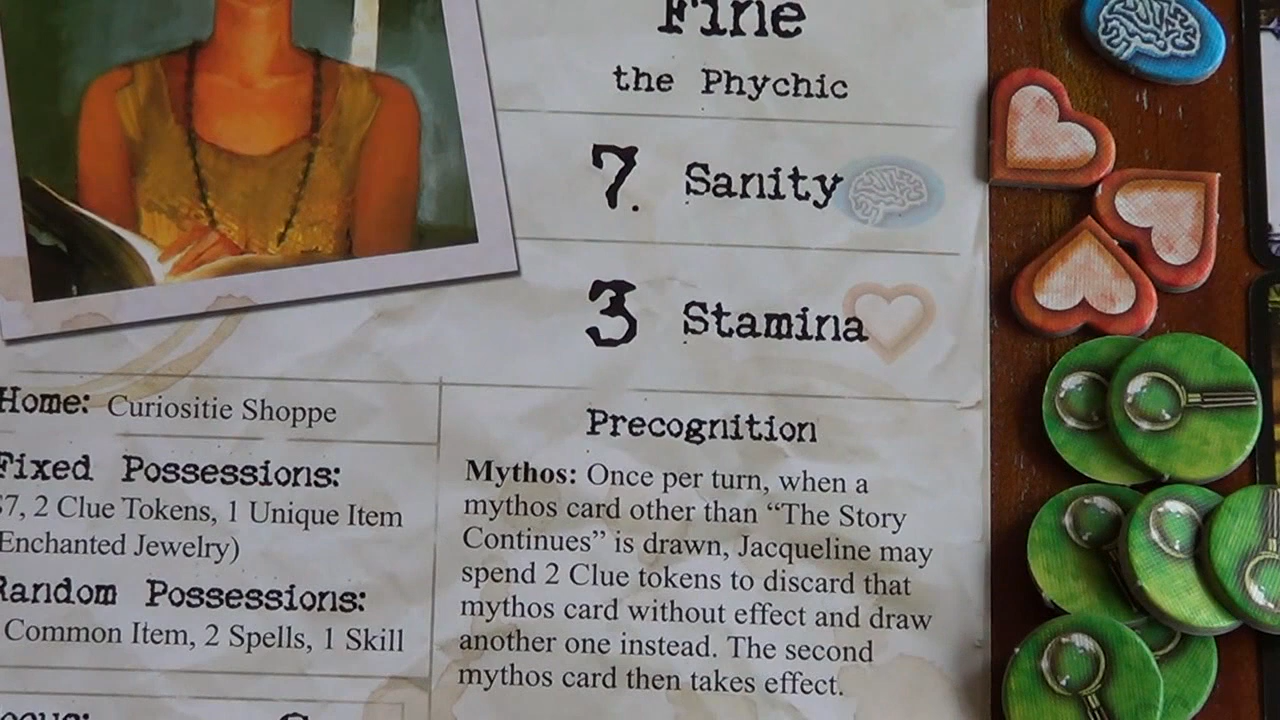 Fine
the Phychic
7. Sanity
3 Stamina
Home: Curiositie Shoppe
Fixed Possessions:
$7, 2 Clue Tokens, 1 Unique Item
Enchanted Jewelry)
Random Possessions:
Common Item, 2 Spells, 1 Skill
Precognition
Mythos: Once per turn, when a
mythos card other than “The Story
Continues” is drawn, Jacqueline may
spend 2 Clue tokens to discard that
mythos card without effect and draw
another one instead. The second
mythos card then takes effect.